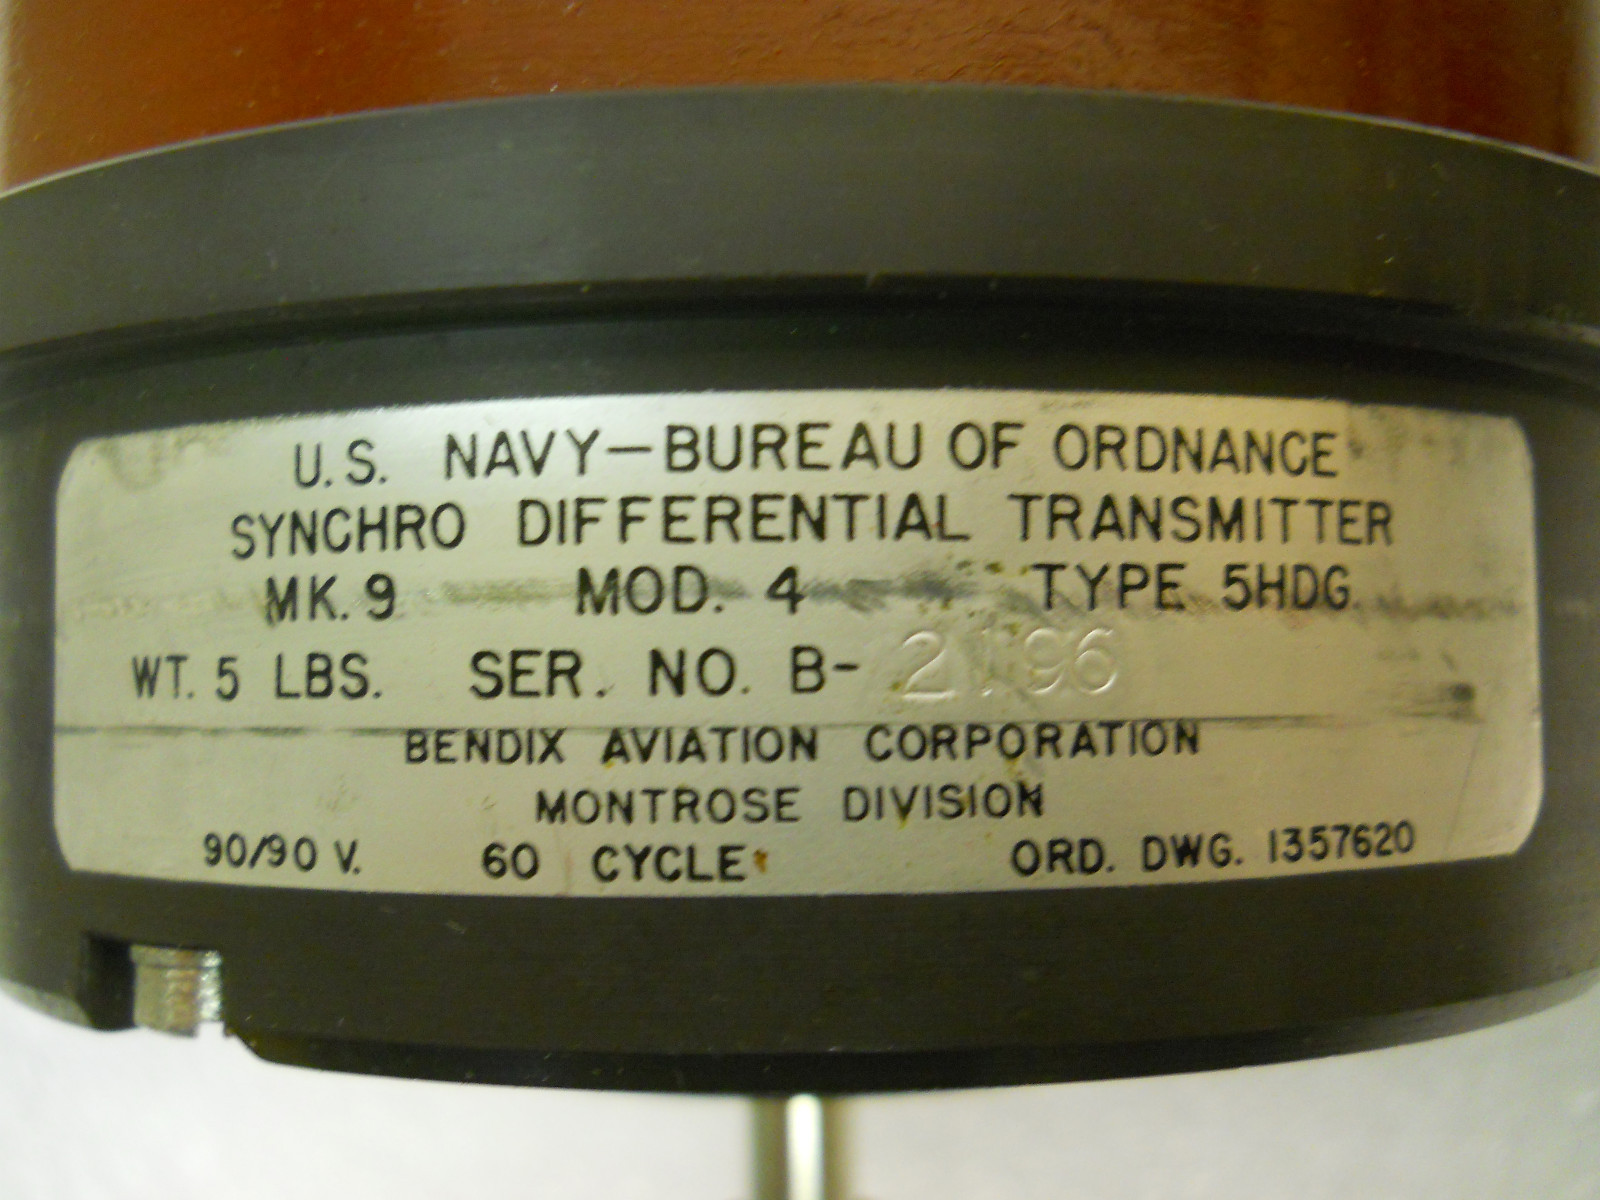 U.S. NAVY—BUREAU OF ORDNANCE
SYNCHRO DIFFERENTIAL TRANSMITTER
MK. 9 MOD. 4 TYPE 5HDG
WT. 5 LBS. SER. NO. B-
BENDIX AVIATION CORPORATION
MONTROSE DIVISION
90/90 V. 60 CYCLE ORD. DWG. 1357620